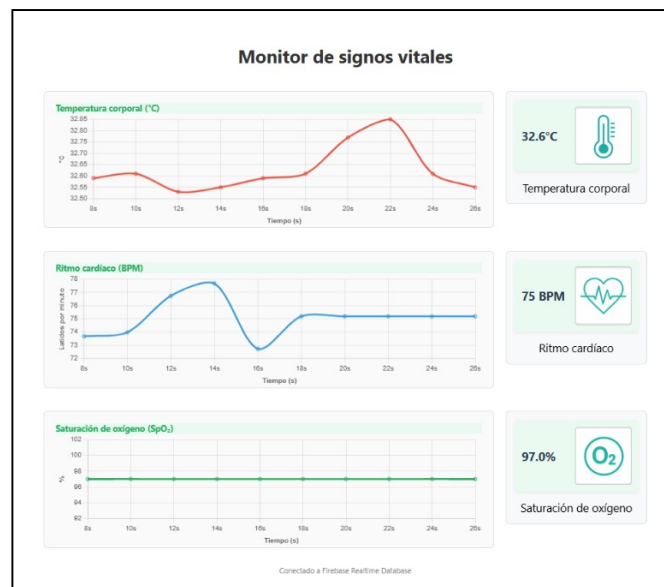 Monitor de signos vitales
Temperatura corporal (°C)
32.85
32.80
32.75
32.70
32.65
32.60
32.55
32.50
°C
8s 10s 12s 14s 16s 18s 20s 22s 24s 26s
Tiempo (s)
32.6°C
Temperatura corporal
Ritmo cardíaco (BPM)
78
77
76
75
74
73
72
Latidos por minuto
8s 10s 12s 14s 16s 18s 20s 22s 24s 26s
Tiempo (s)
75 BPM
Ritmo cardíaco
Saturación de oxígeno (SpO₂)
102
100
98
96
94
92
%
8s 10s 12s 14s 16s 18s 20s 22s 24s 26s
Tiempo (s)
97.0%
O₂
Saturación de oxígeno
Conectado a Firebase Realtime Database